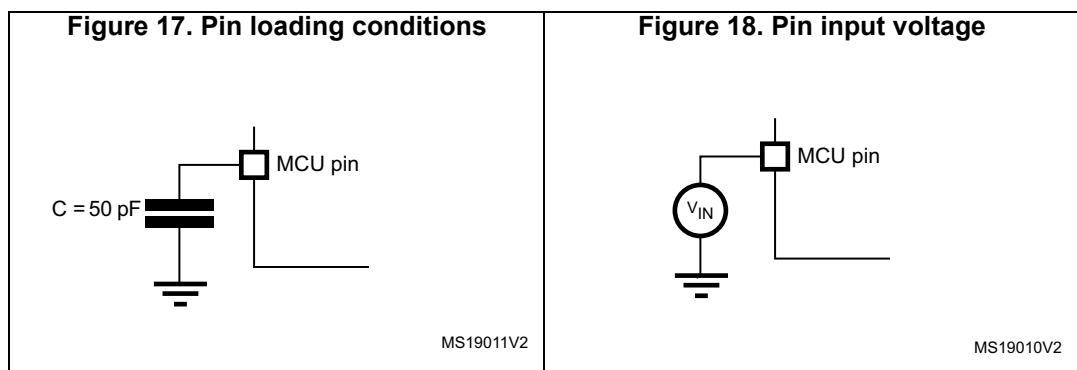 Figure 17. Pin loading conditions
MCU pin
C = 50 pF
MS19011V2
Figure 18. Pin input voltage
MCU pin
VIN
MS19010V2